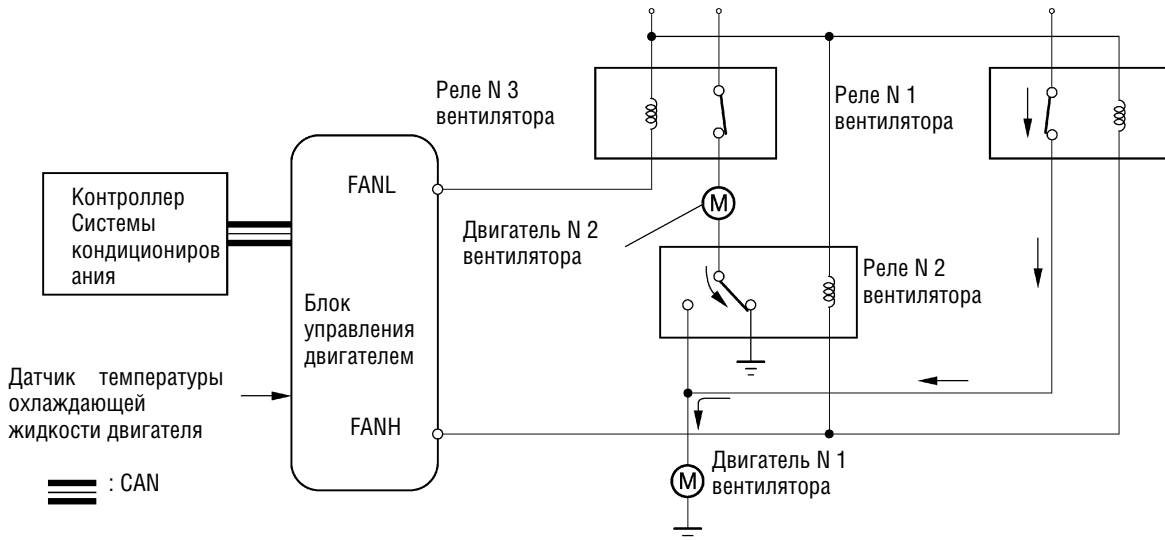 Реле N 3
вентилятора
Реле N 1
вентилятора
Контроллер
Системы
кондициониров
ания
FANL
Двигатель N 2
вентилятора
Реле N 2
вентилятора
Блок
управления
двигателем
Датчик температуры
охлаждающей
жидкости двигателя
FANH
: CAN
M
M
Двигатель N 1
вентилятора